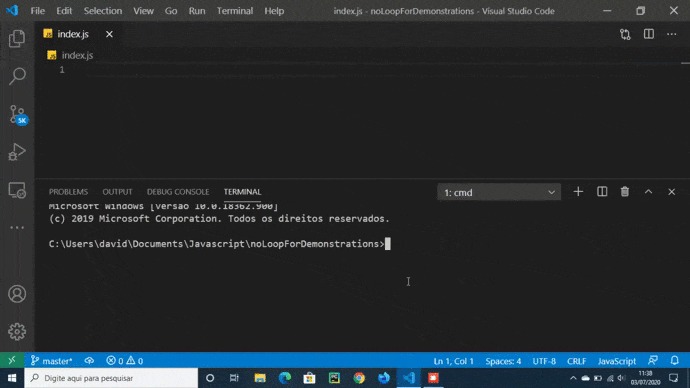 File Edit Selection View Go Run Terminal Help index.js - noLoopForDemonstrations - Visual Studio Code
JS index.js
JS index.js
1
5K
PROBLEMS OUTPUT DEBUG CONSOLE TERMINAL 1: cmd
Microsoft Windows [versão 10.0.18362.900]
(c) 2019 Microsoft Corporation. Todos os direitos reservados.
C:\Users\david\Documents\Javascript\noLoopForDemonstrations>
master* 0 0 Ln 1, Col 1 Spaces: 4 UTF-8 CRLF JavaScript
Digite aqui para pesquisar
11:38
03/07/2020